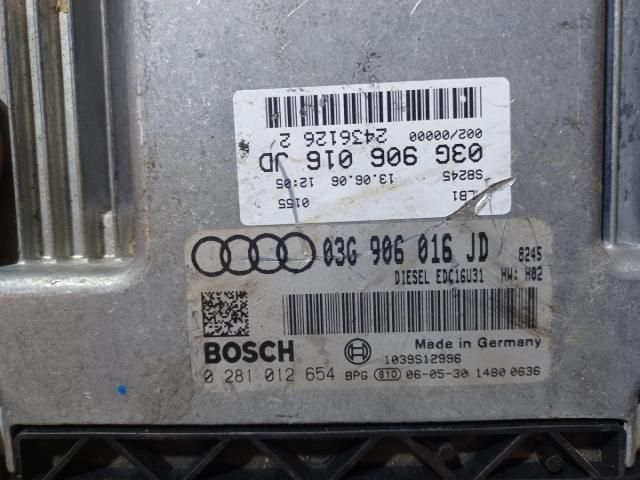 0155
13.06.06 12:05
LB1
S8245
03G 906 016 JD
2436126 2
002/00000
03G 906 016 JD 8245
DIESEL EDC16U31 HW: H02
BOSCH Made in Germany
1039S12996
0 281 012 654 BPG 810 06-05-30 1480 0636